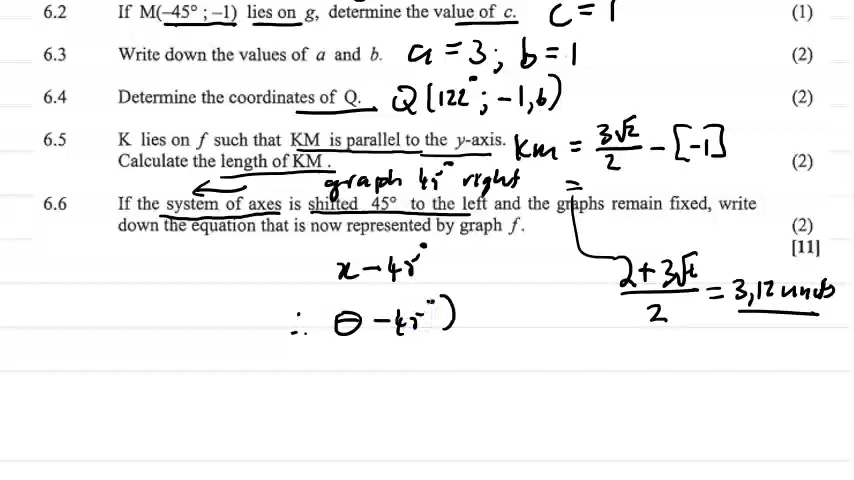 6.2 If M(−45° ; −1) lies on g, determine the value of c. c = 1 (1)
6.3 Write down the values of a and b. a = 3 ; b = 1 (2)
6.4 Determine the coordinates of Q. Q(122° ; −1,6) (2)
6.5 K lies on f such that KM is parallel to the y-axis. KM = 3√2/2 − [−1]
Calculate the length of KM. (2)
graph 45° right =
6.6 If the system of axes is shifted 45° to the left and the graphs remain fixed, write
down the equation that is now represented by graph f. (2)
[11]
x − 45°
2 + 3√2/2 = 3,12 units
∴ θ − 45°)